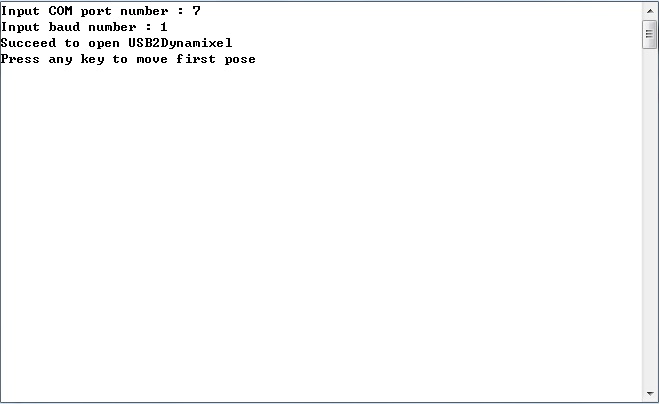 Input COM port number : 7
Input baud number : 1
Succeed to open USB2Dynamixel
Press any key to move first pose